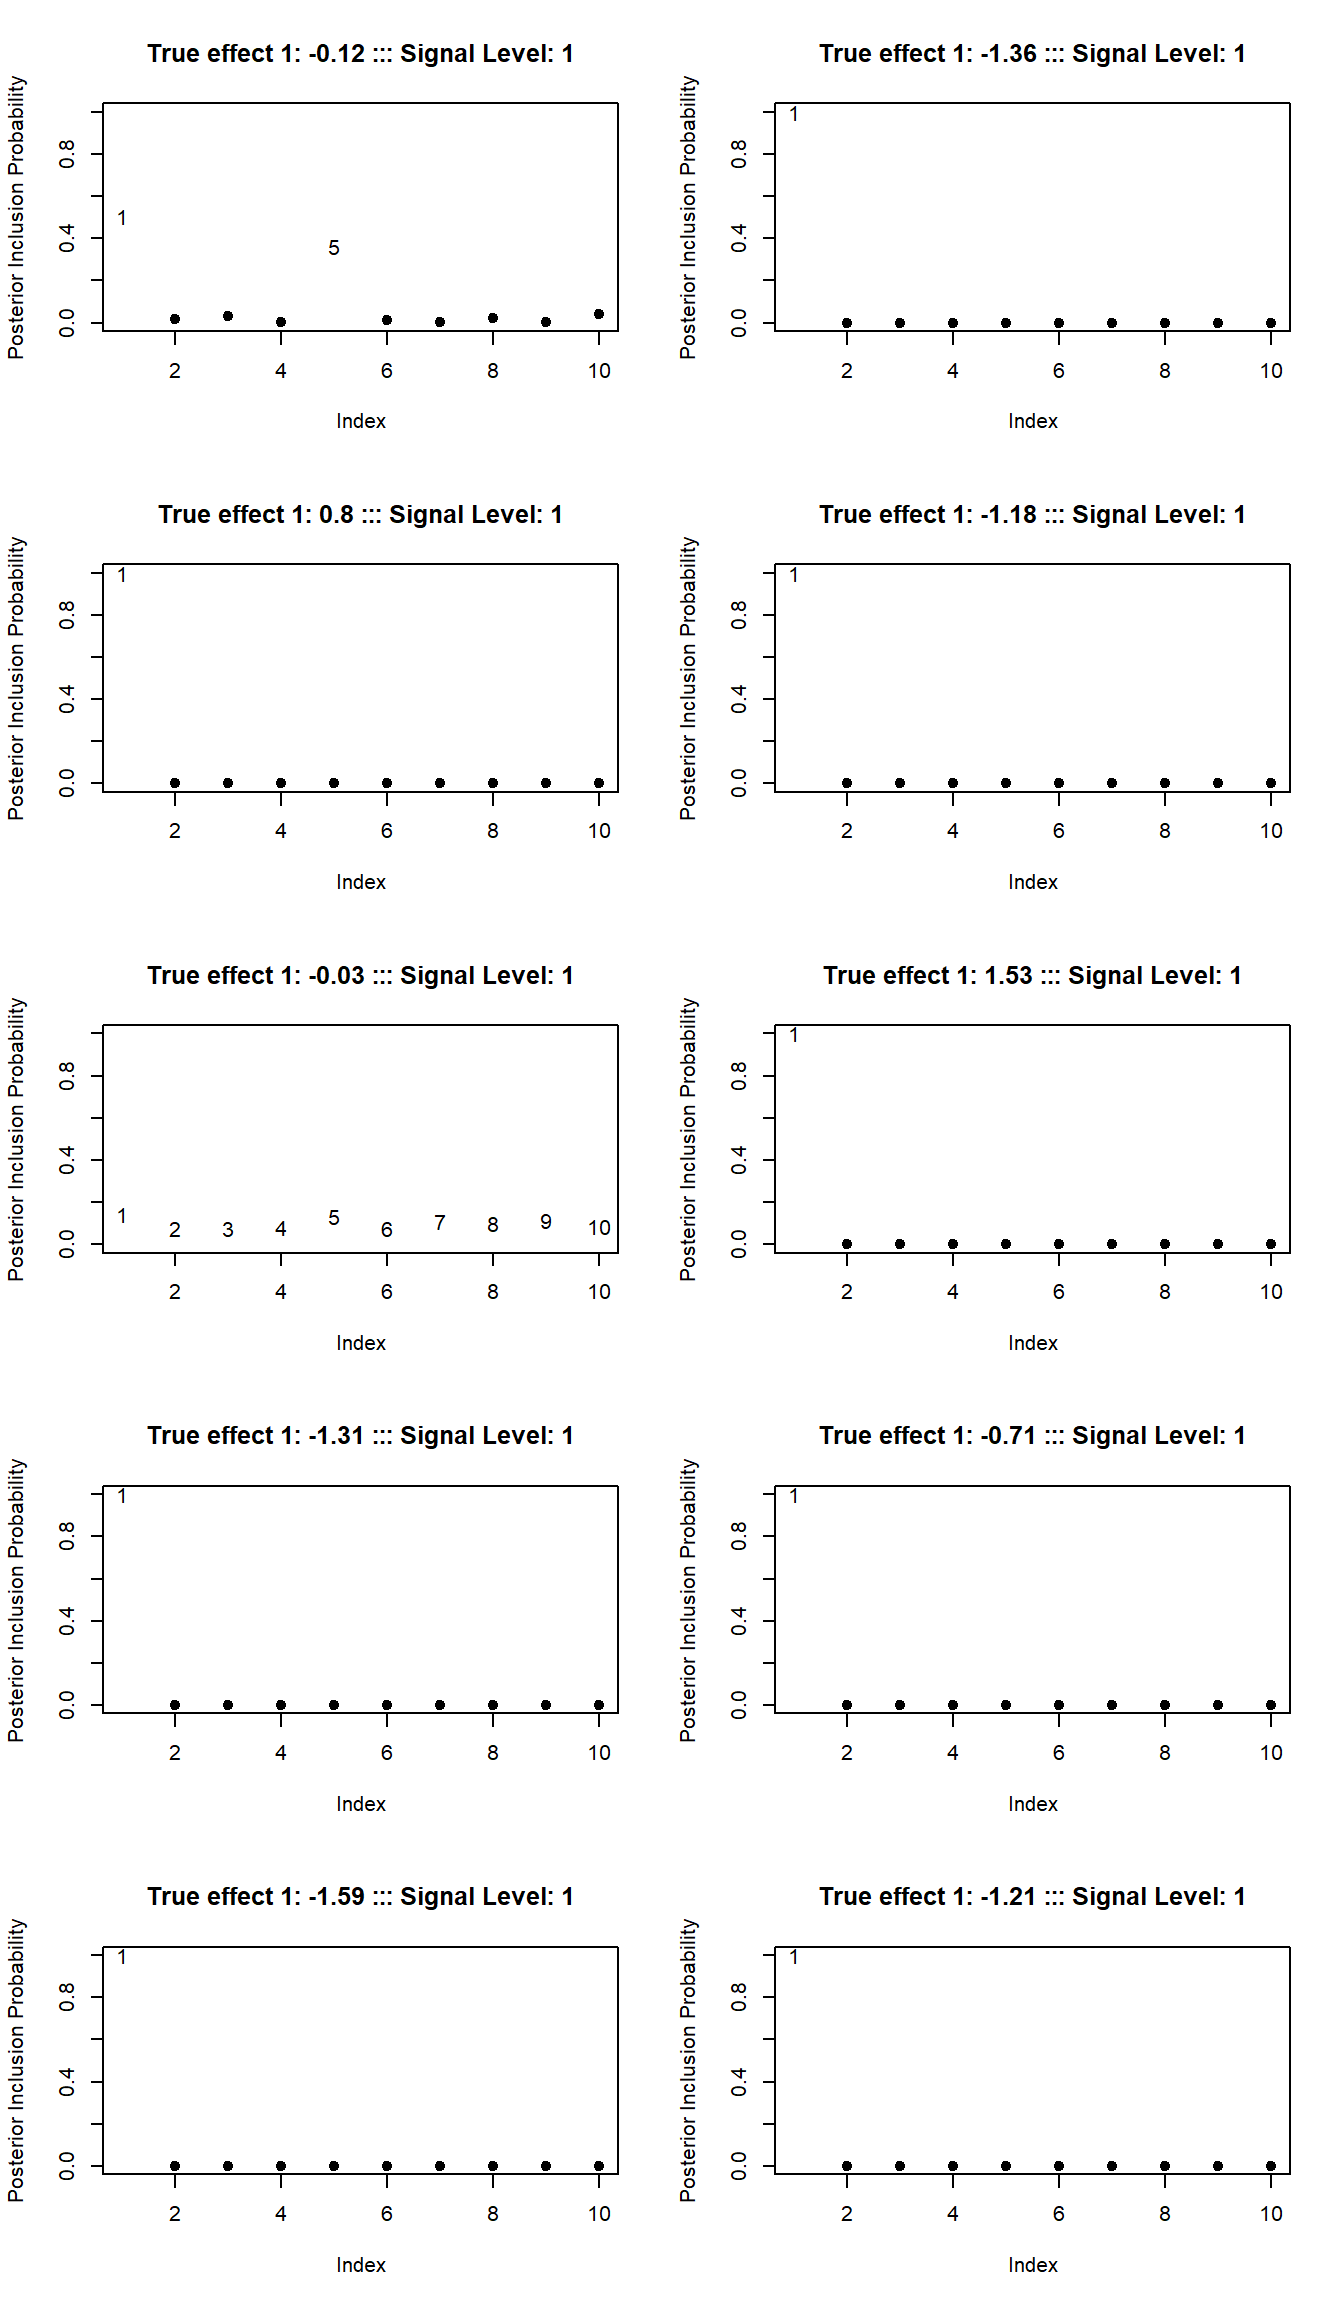 True effect 1: -0.12 ::: Signal Level: 1
Posterior Inclusion Probability
0.0 0.4 0.8
1
5
2 4 6 8 10
Index
True effect 1: -1.36 ::: Signal Level: 1
Posterior Inclusion Probability
0.0 0.4 0.8
1
2 4 6 8 10
Index
True effect 1: 0.8 ::: Signal Level: 1
Posterior Inclusion Probability
0.0 0.4 0.8
1
2 4 6 8 10
Index
True effect 1: -1.18 ::: Signal Level: 1
Posterior Inclusion Probability
0.0 0.4 0.8
1
2 4 6 8 10
Index
True effect 1: -0.03 ::: Signal Level: 1
Posterior Inclusion Probability
0.0 0.4 0.8
1 2 3 4 5 6 7 8 9 10
2 4 6 8 10
Index
True effect 1: 1.53 ::: Signal Level: 1
Posterior Inclusion Probability
0.0 0.4 0.8
1
2 4 6 8 10
Index
True effect 1: -1.31 ::: Signal Level: 1
Posterior Inclusion Probability
0.0 0.4 0.8
1
2 4 6 8 10
Index
True effect 1: -0.71 ::: Signal Level: 1
Posterior Inclusion Probability
0.0 0.4 0.8
1
2 4 6 8 10
Index
True effect 1: -1.59 ::: Signal Level: 1
Posterior Inclusion Probability
0.0 0.4 0.8
1
2 4 6 8 10
Index
True effect 1: -1.21 ::: Signal Level: 1
Posterior Inclusion Probability
0.0 0.4 0.8
1
2 4 6 8 10
Index